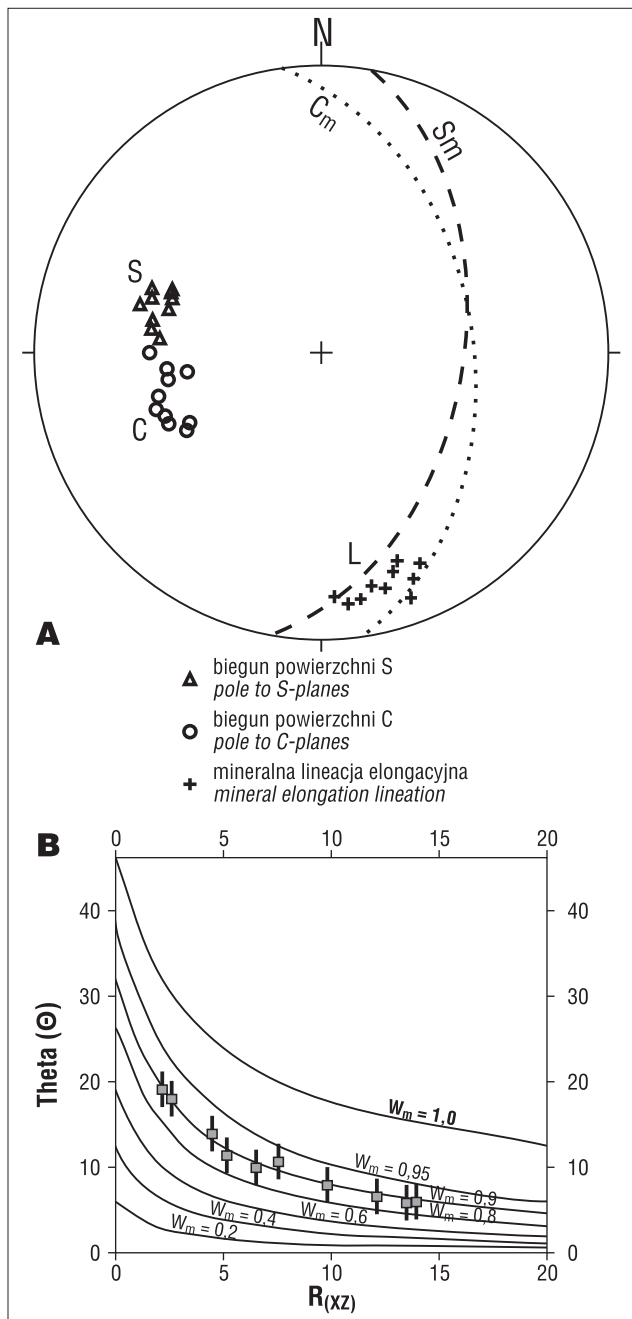 N
Cm
Sm
S
C
L
A
biegun powierzchni S
pole to S-planes
biegun powierzchni C
pole to C-planes
mineralna lineacja elongacyjna
mineral elongation lineation
B
0 5 10 15 20
40 40
30 30
20 20
10 10
0 0
Theta (Θ)
Wm = 1,0
Wm = 0,95
Wm = 0,9
Wm = 0,8
Wm = 0,6
Wm = 0,4
Wm = 0,2
0 5 10 15 20
R(XZ)